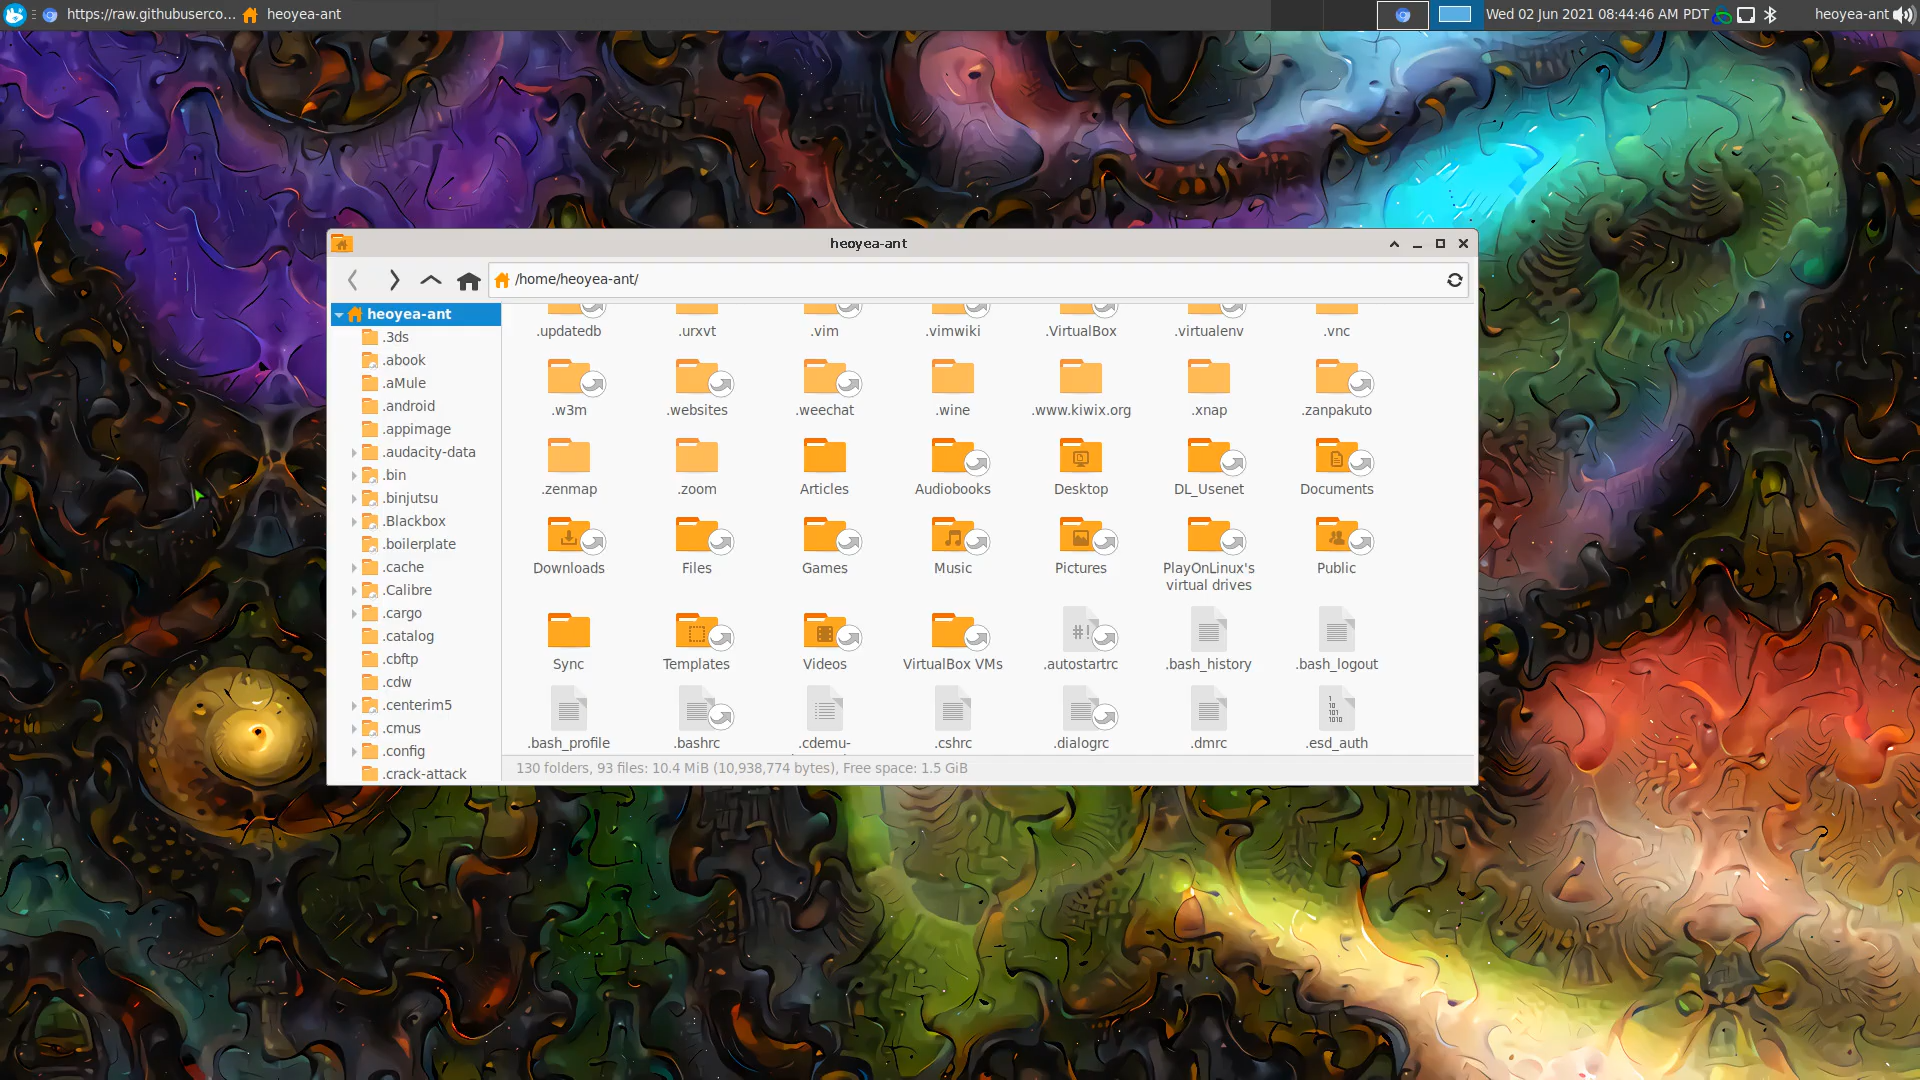 https://raw.githubuserco... heoyea-ant Wed 02 Jun 2021 08:44:46 AM PDT heoyea-ant
heoyea-ant
/home/heoyea-ant/
heoyea-ant
.3ds
.abook
.aMule
.android
.appimage
.audacity-data
.bin
.binjutsu
.Blackbox
.boilerplate
.cache
.Calibre
.cargo
.catalog
.cbftp
.cdw
.centerim5
.cmus
.config
.crack-attack
.updatedb .urxvt .vim .vimwiki .VirtualBox .virtualenv .vnc
.w3m .websites .weechat .wine .www.kiwix.org .xnap .zanpakuto
.zenmap .zoom Articles Audiobooks Desktop DL_Usenet Documents
Downloads Files Games Music Pictures PlayOnLinux's Public
virtual drives
#!
Sync Templates Videos VirtualBox VMs .autostartrc .bash_history .bash_logout
1
10
101
1010
.bash_profile .bashrc .cdemu- .cshrc .dialogrc .dmrc .esd_auth
130 folders, 93 files: 10.4 MiB (10,938,774 bytes), Free space: 1.5 GiB